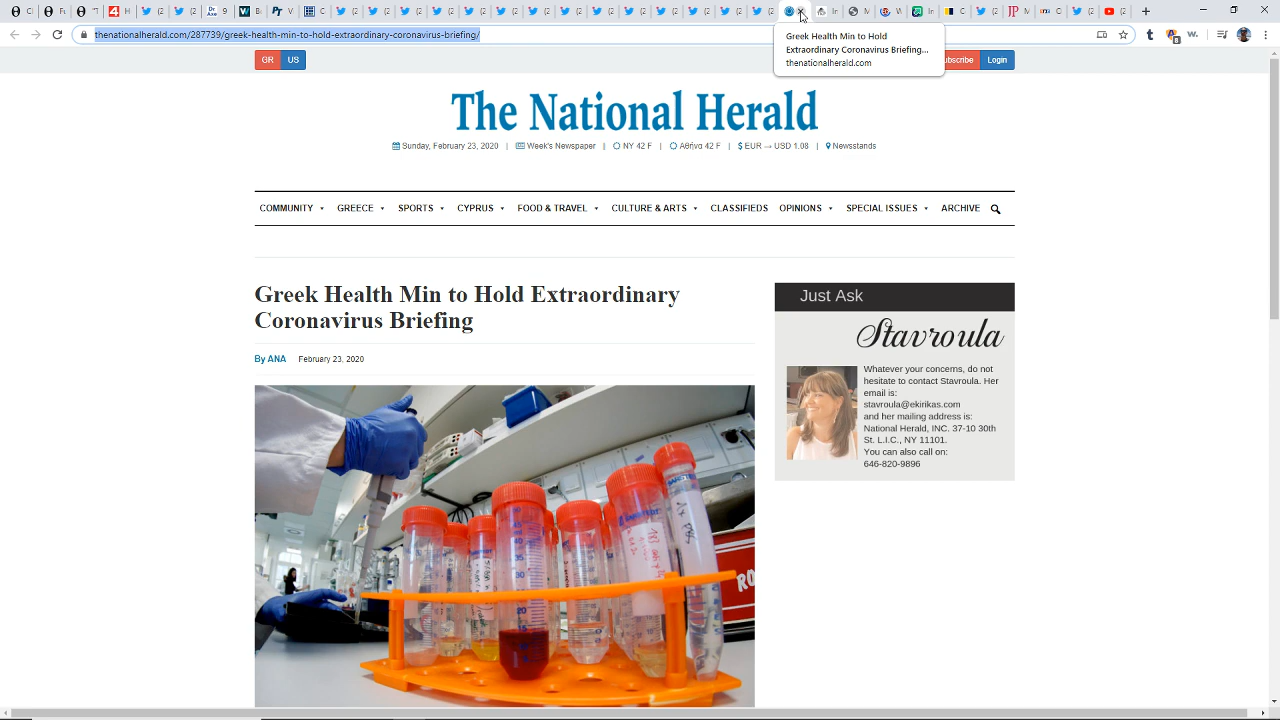 thenationalherald.com/287739/greek-health-min-to-hold-extraordinary-coronavirus-briefing/
Greek Health Min to Hold
Extraordinary Coronavirus Briefing...
thenationalherald.com
GR US
Login
The National Herald
Sunday, February 23, 2020 | Week's Newspaper || NY 42 F | Αθήνα 42 F | $ EUR → USD 1.08 | Newsstands
COMMUNITY GREECE SPORTS CYPRUS FOOD & TRAVEL CULTURE & ARTS CLASSIFIEDS OPINIONS SPECIAL ISSUES ARCHIVE
Greek Health Min to Hold Extraordinary
Coronavirus Briefing
By ANA February 23, 2020
Just Ask
Stavroula
Whatever your concerns, do not
hesitate to contact Stavroula. Her
email is:
stavroula@ekirikas.com
and her mailing address is:
National Herald, INC. 37-10 30th
St. L.I.C., NY 11101.
You can also call on:
646-820-9896